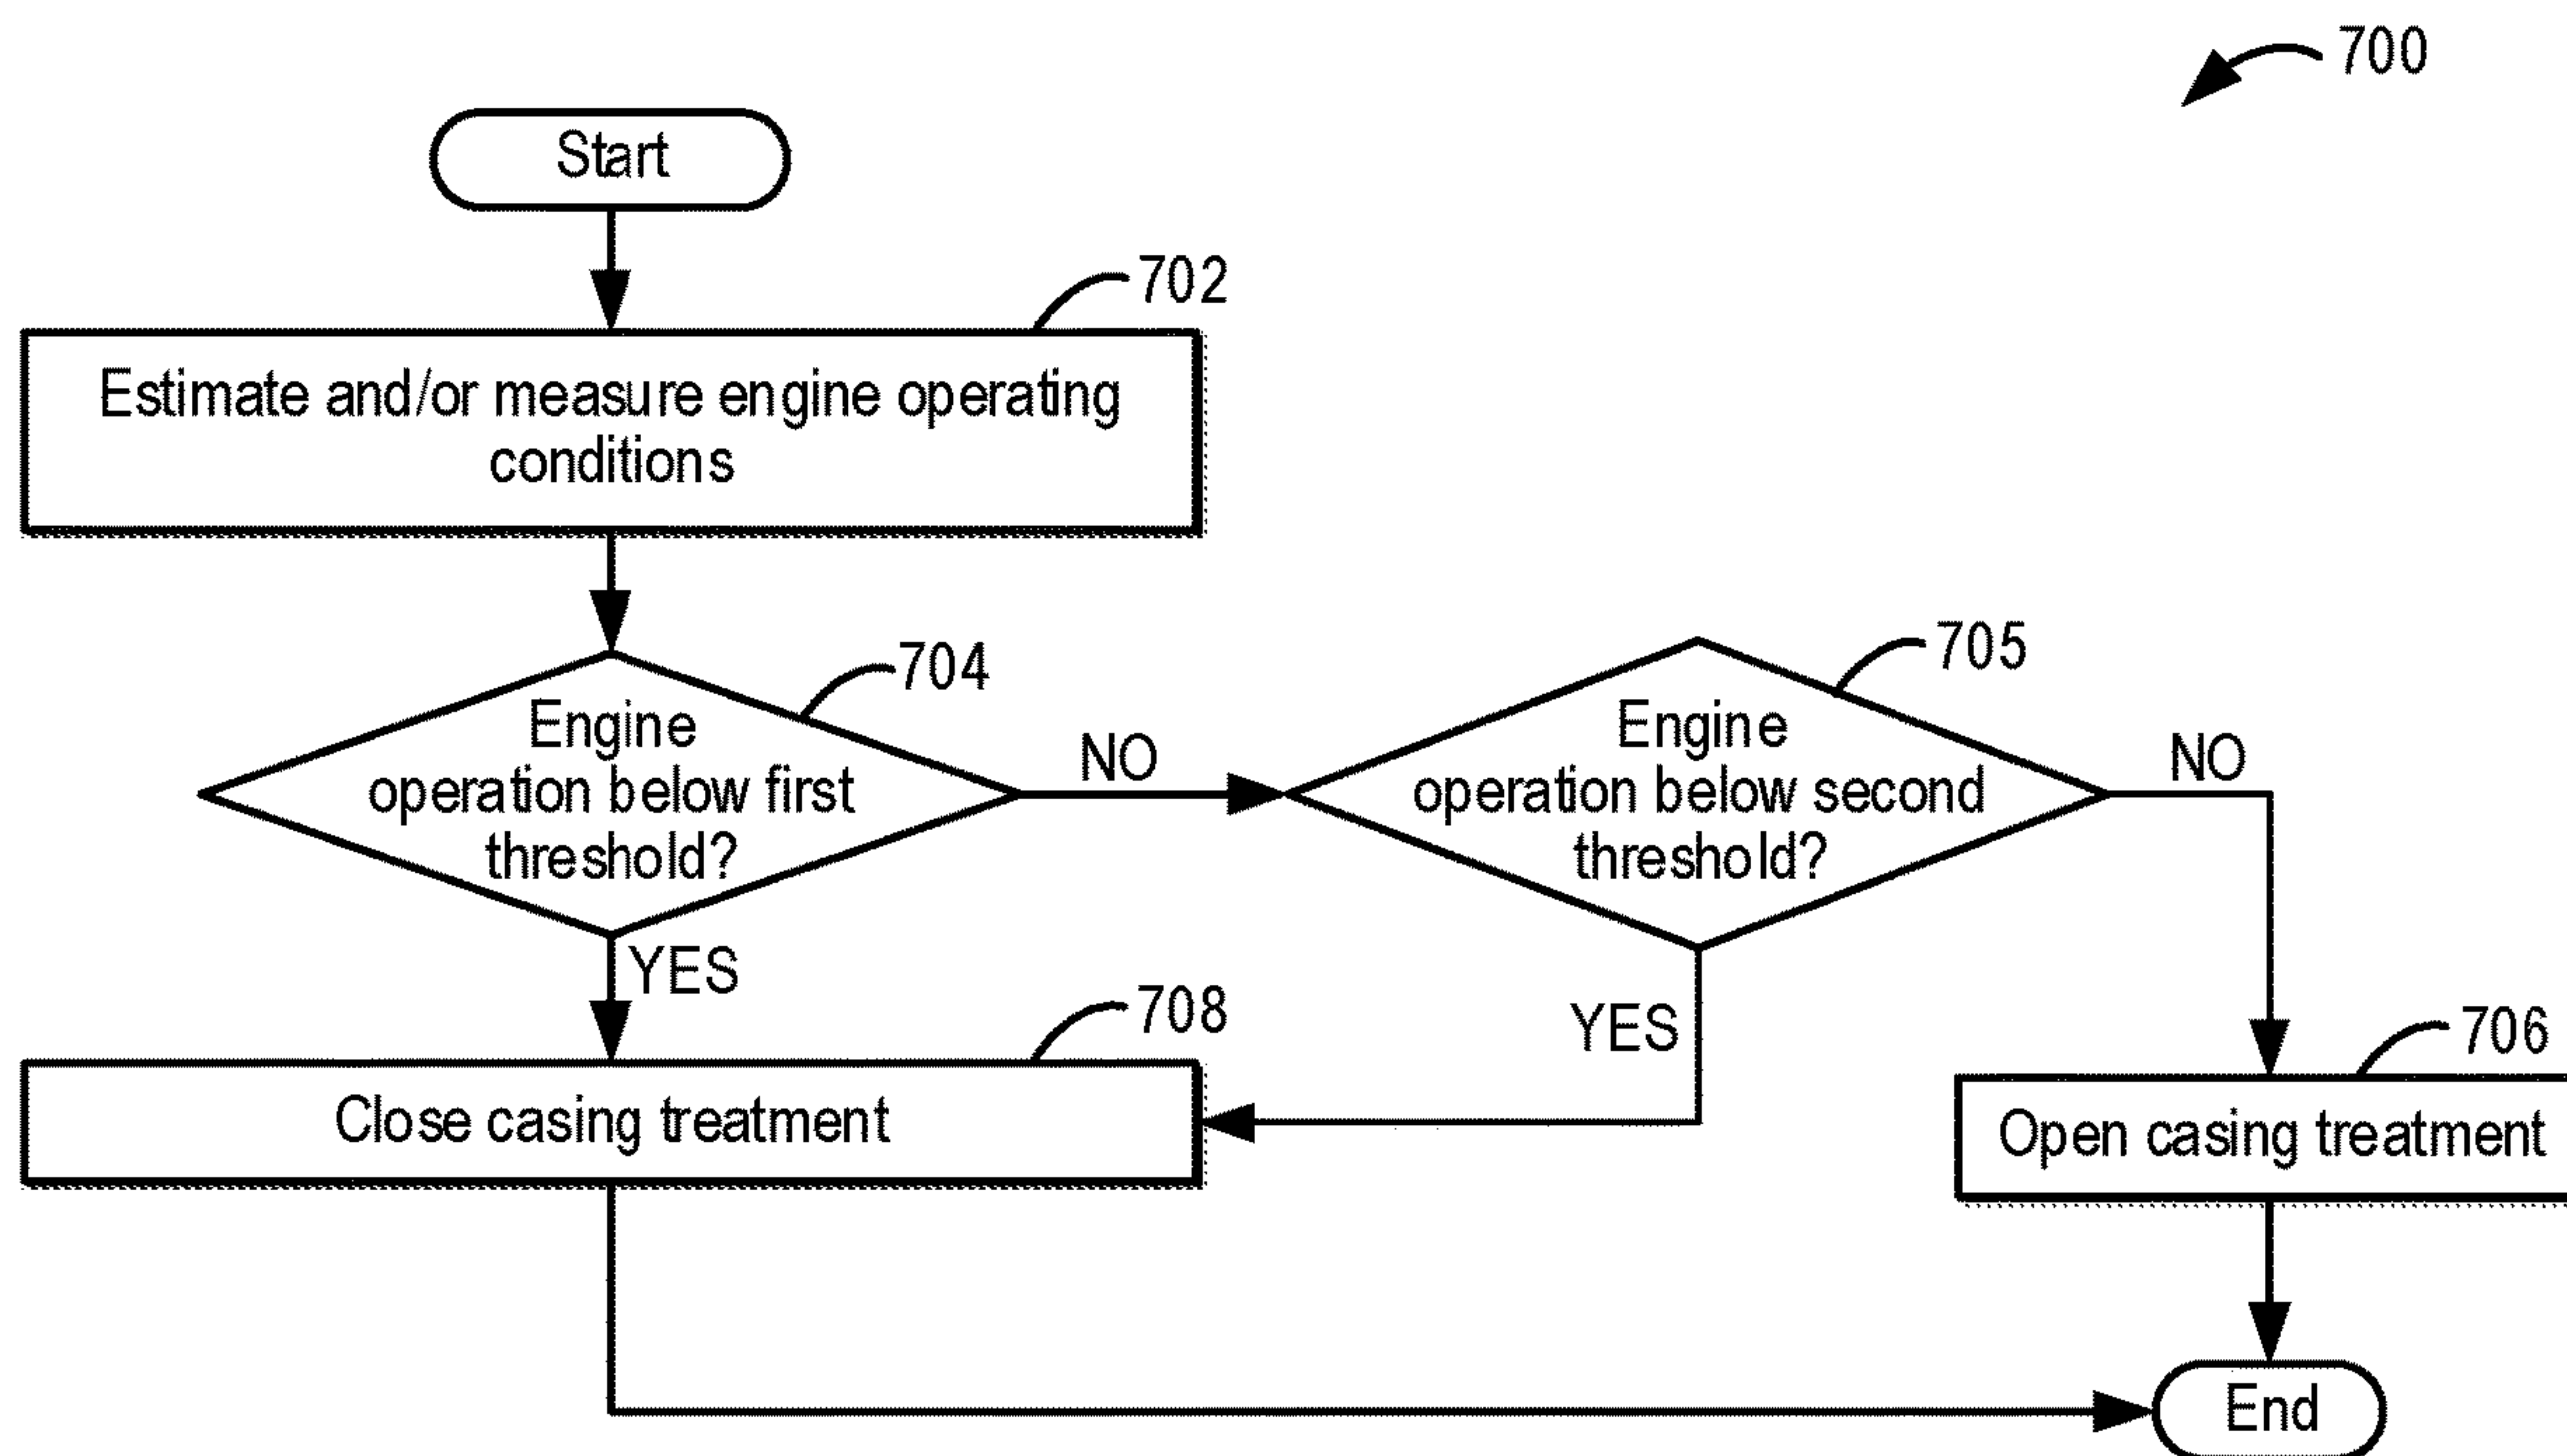 700
Start
702
Estimate and/or measure engine operating
conditions
704
Engine
operation below first
threshold?
NO
705
Engine
operation below second
threshold?
NO
YES
YES
708
Close casing treatment
706
Open casing treatment
End